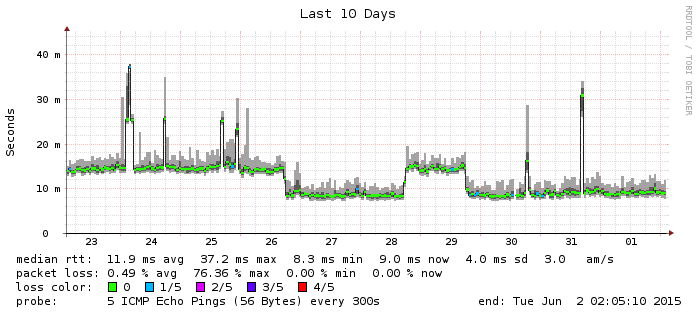 Last 10 Days
RRDTOOL / TOBI OETIKER
Seconds
40 m
30 m
20 m
10 m
0
23 24 25 26 27 28 29 30 31 01
median rtt: 11.9 ms avg 37.2 ms max 8.3 ms min 9.0 ms now 4.0 ms sd 3.0 am/s
packet loss: 0.49 % avg 76.36 % max 0.00 % min 0.00 % now
loss color: 0 1/5 2/5 3/5 4/5
probe: 5 ICMP Echo Pings (56 Bytes) every 300s end: Tue Jun 2 02:05:10 2015